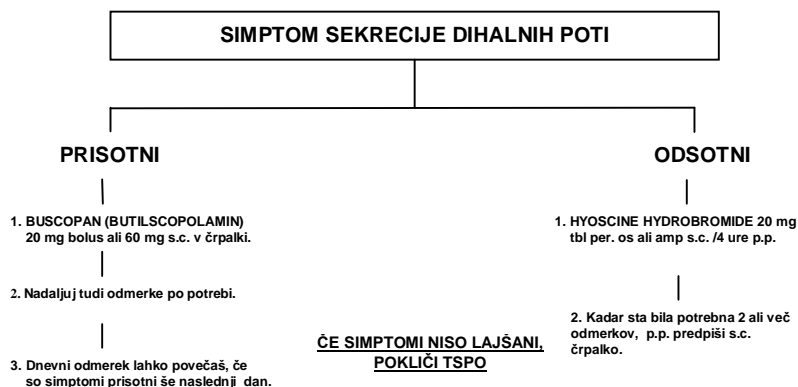 SIMPTOM SEKRECIJE DIHALNIH POTI
PRISOTNI
1. BUSCOPAN (BUTILSCOPOLAMIN)
20 mg bolus ali 60 mg s.c. v črpalki.
2. Nadaljuj tudi odmerke po potrebi.
3. Dnevni odmerek lahko povečaš, če
so simptomi prisotni še naslednji dan.
ČE SIMPTOMI NISO LAJŠANI,
POKLIČI TSPO
ODSOTNI
1. HYOSCINE HYDROBROMIDE 20 mg
tbl per. os ali amp s.c. /4 ure p.p.
2. Kadar sta bila potrebna 2 ali več
odmerkov, p.p. predpiši s.c.
črpalko.